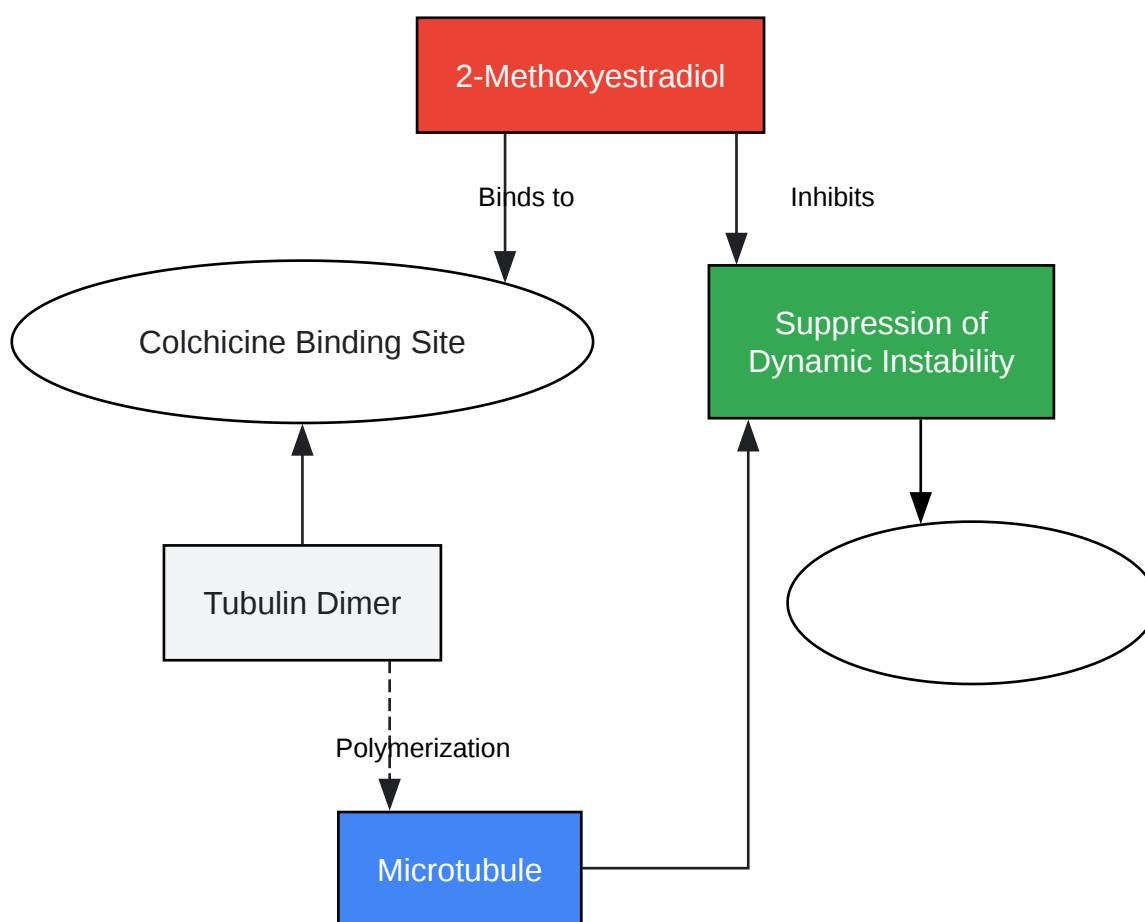 2-Methoxyestradiol
Binds to
Inhibits
Suppression of
Dynamic Instability
Colchicine Binding Site
Tubulin Dimer
Polymerization
Microtubule